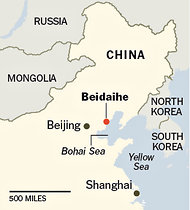 RUSSIA
CHINA
MONGOLIA
Beidaihe
NORTH
KOREA
Beijing
SOUTH
KOREA
Bohai Sea
Yellow
Sea
Shanghai
500 MILES